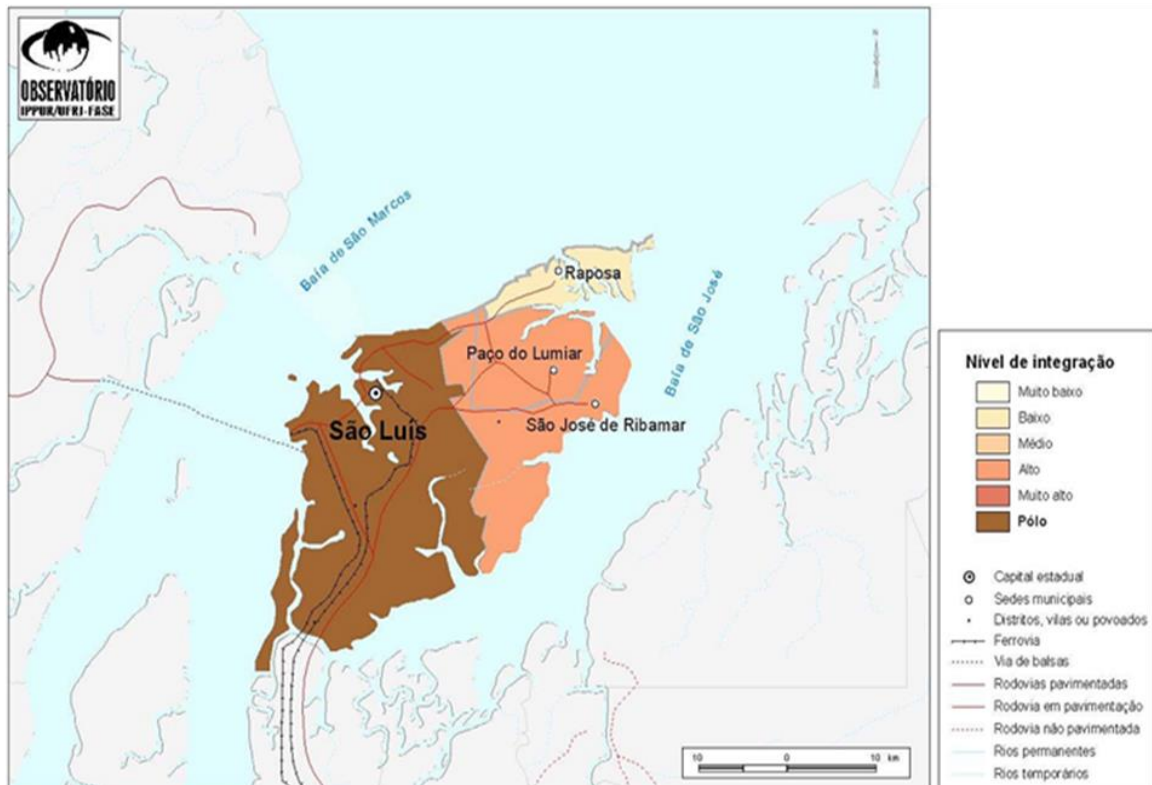 OBSERVATÓRIO
IPPUR/UFRJ-FASE
N
Baía de São Marcos
Raposa
Baía de São José
Paço do Lumiar
São José de Ribamar
São Luís
10 0 10 km
Nível de integração
Muito baixo
Baixo
Médio
Alto
Muito alto
Pólo
Capital estadual
Sedes municipais
Distritos, vilas ou povoados
Ferrovia
Via de balsas
Rodovias pavimentadas
Rodovia em pavimentação
Rodovia não pavimentada
Rios permanentes
Rios temporários